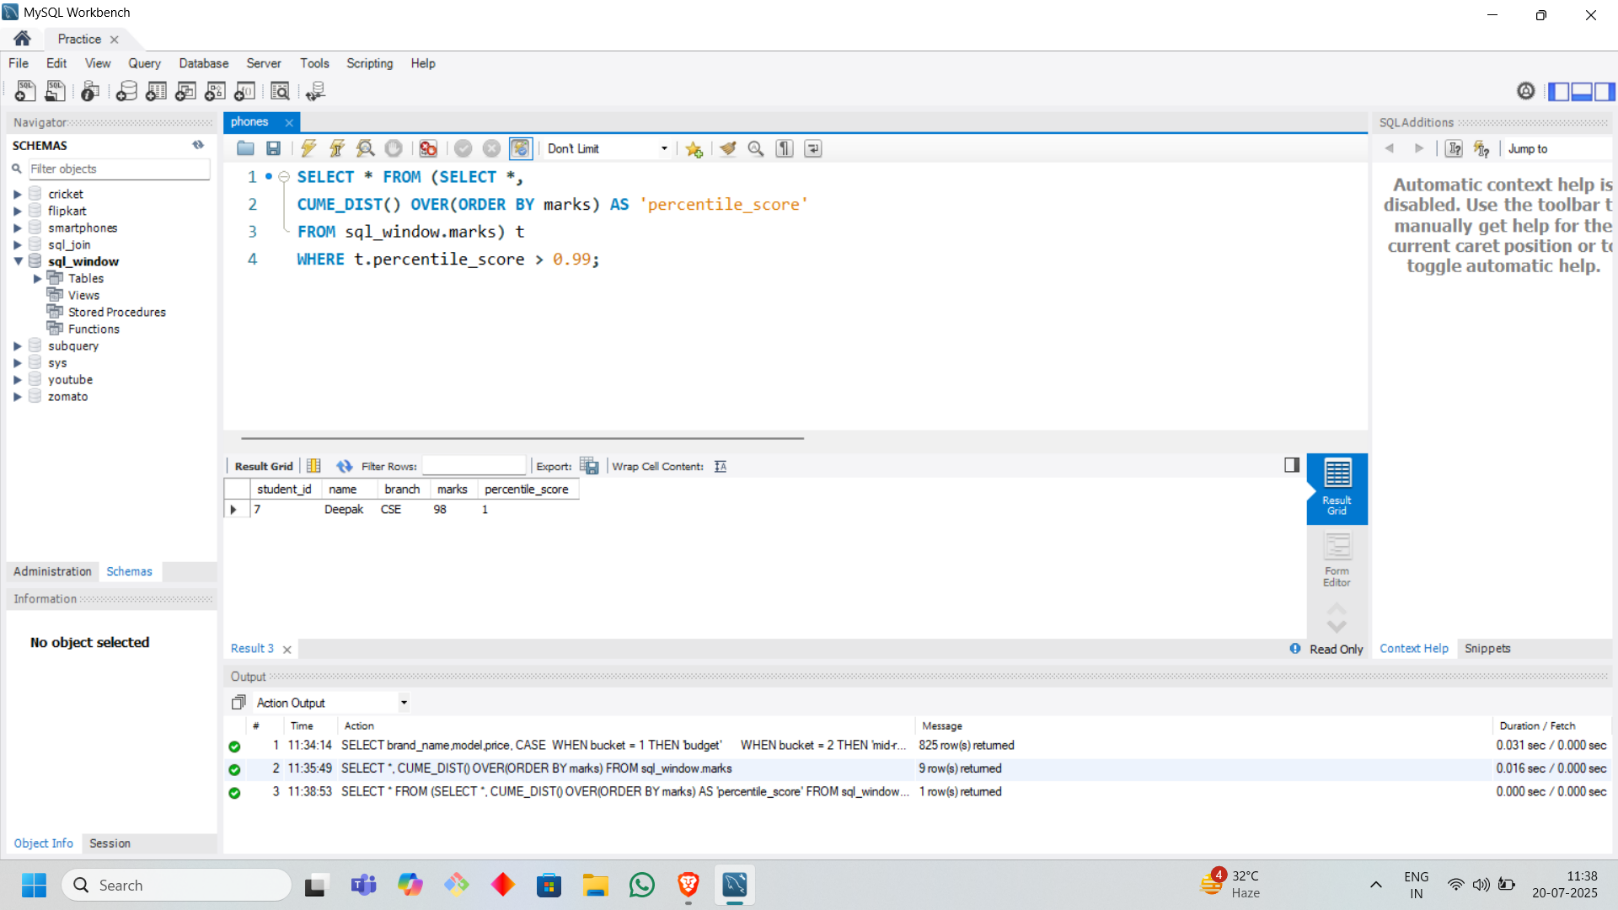 MySQL Workbench
Practice
File Edit View Query Database Server Tools Scripting Help
Navigator
SCHEMAS
Filter objects
cricket
flipkart
smartphones
sql_join
sql_window
Tables
Views
Stored Procedures
Functions
subquery
sys
youtube
zomato
Administration Schemas
Information
No object selected
Object Info Session
phones
Don't Limit
1 SELECT * FROM (SELECT *,
2 CUME_DIST() OVER(ORDER BY marks) AS 'percentile_score'
3 FROM sql_window.marks) t
4 WHERE t.percentile_score > 0.99;
Result Grid Filter Rows: Export: Wrap Cell Content:
student_id name branch marks percentile_score
7 Deepak CSE 98 1
Result
Grid
Form
Editor
Result 3
Read Only
SQLAdditions
Jump to
Automatic context help is
disabled. Use the toolbar t
manually get help for the
current caret position or to
toggle automatic help.
Context Help Snippets
Output
Action Output
# Time Action Message Duration / Fetch
1 11:34:14 SELECT brand_name,model,price, CASE WHEN bucket = 1 THEN 'budget' WHEN bucket = 2 THEN 'mid-r... 825 row(s) returned 0.031 sec / 0.000 sec
2 11:35:49 SELECT *, CUME_DIST() OVER(ORDER BY marks) FROM sql_window.marks 9 row(s) returned 0.016 sec / 0.000 sec
3 11:38:53 SELECT * FROM (SELECT *, CUME_DIST() OVER(ORDER BY marks) AS 'percentile_score' FROM sql_window... 1 row(s) returned 0.000 sec / 0.000 sec
Search
4
32°C
Haze
ENG
IN
11:38
20-07-2025